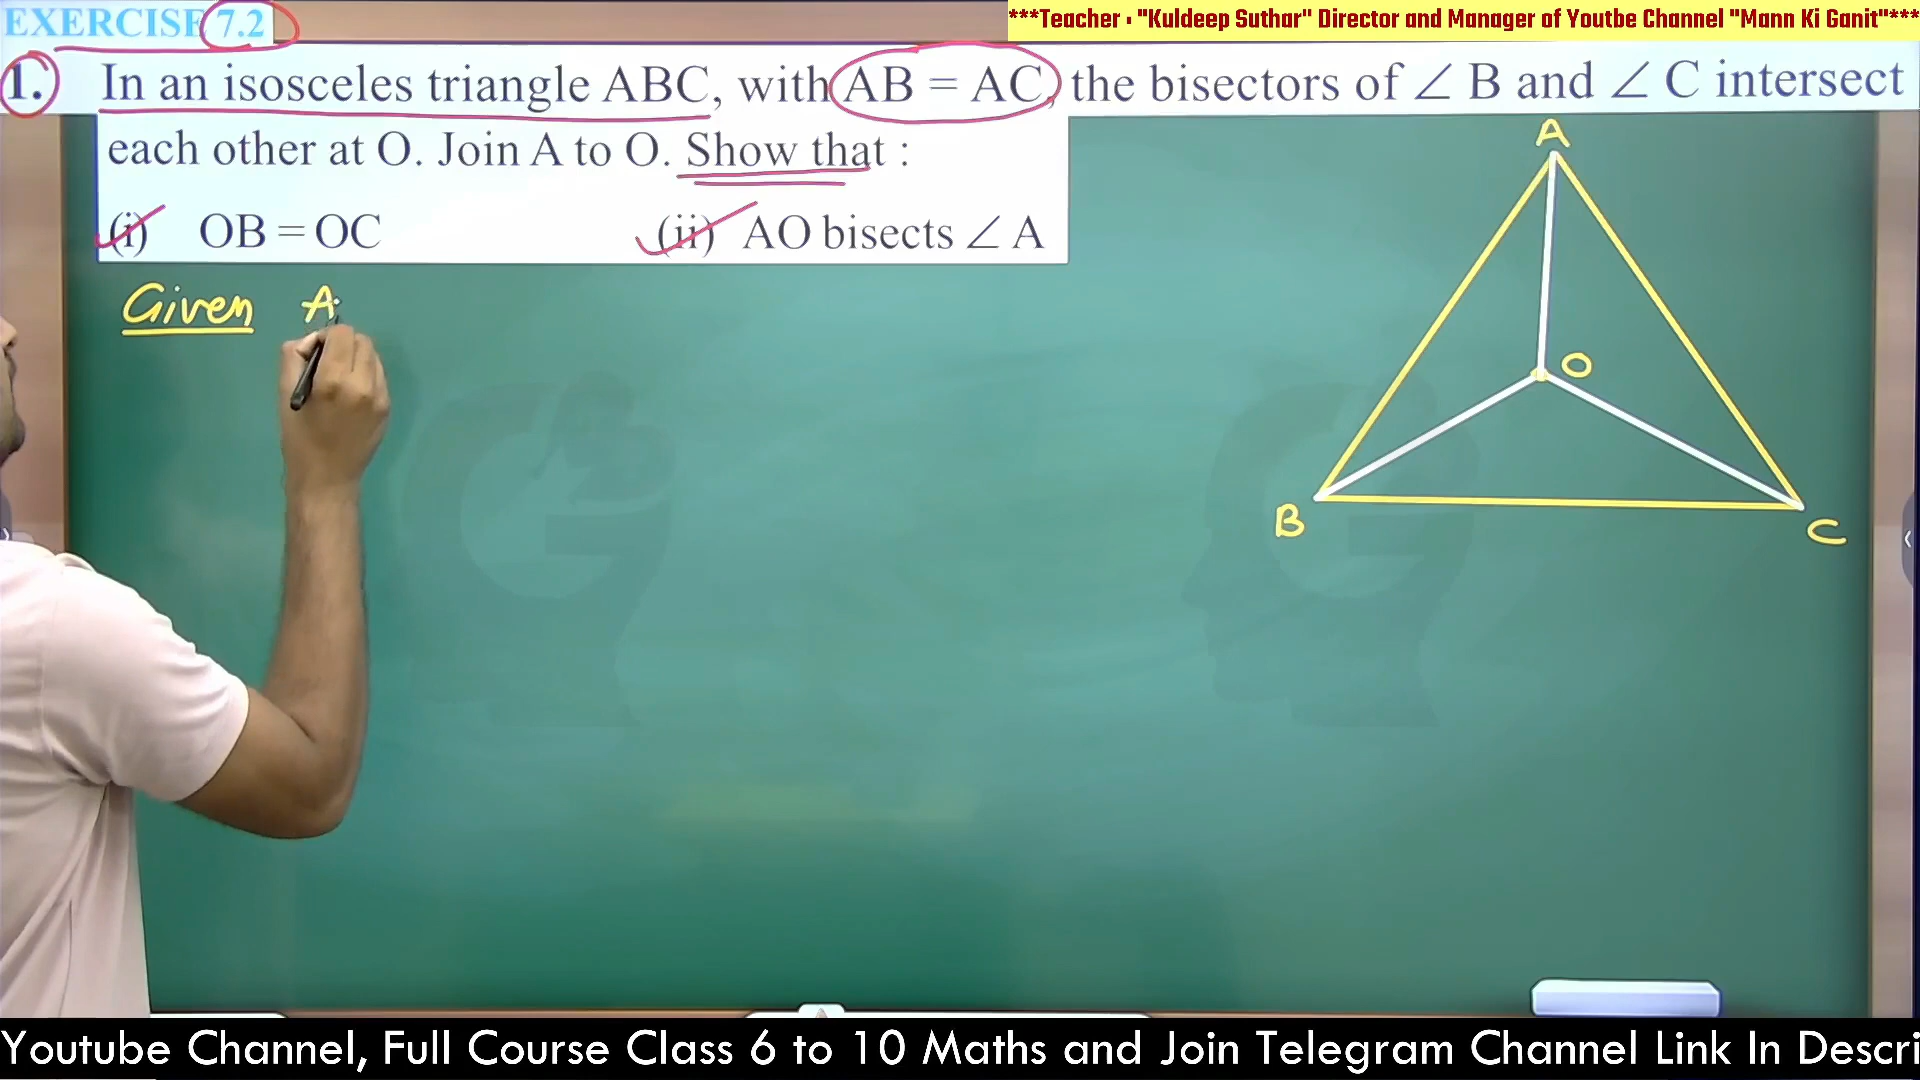 EXERCISE 7.2
***Teacher : "Kuldeep Suthar" Director and Manager of Youtbe Channel "Mann Ki Ganit"***
1. In an isosceles triangle ABC, with AB = AC, the bisectors of ∠ B and ∠ C intersect
each other at O. Join A to O. Show that :
(i) OB = OC (ii) AO bisects ∠ A
Given A
A
O
B
C
Youtube Channel, Full Course Class 6 to 10 Maths and Join Telegram Channel Link In Descri